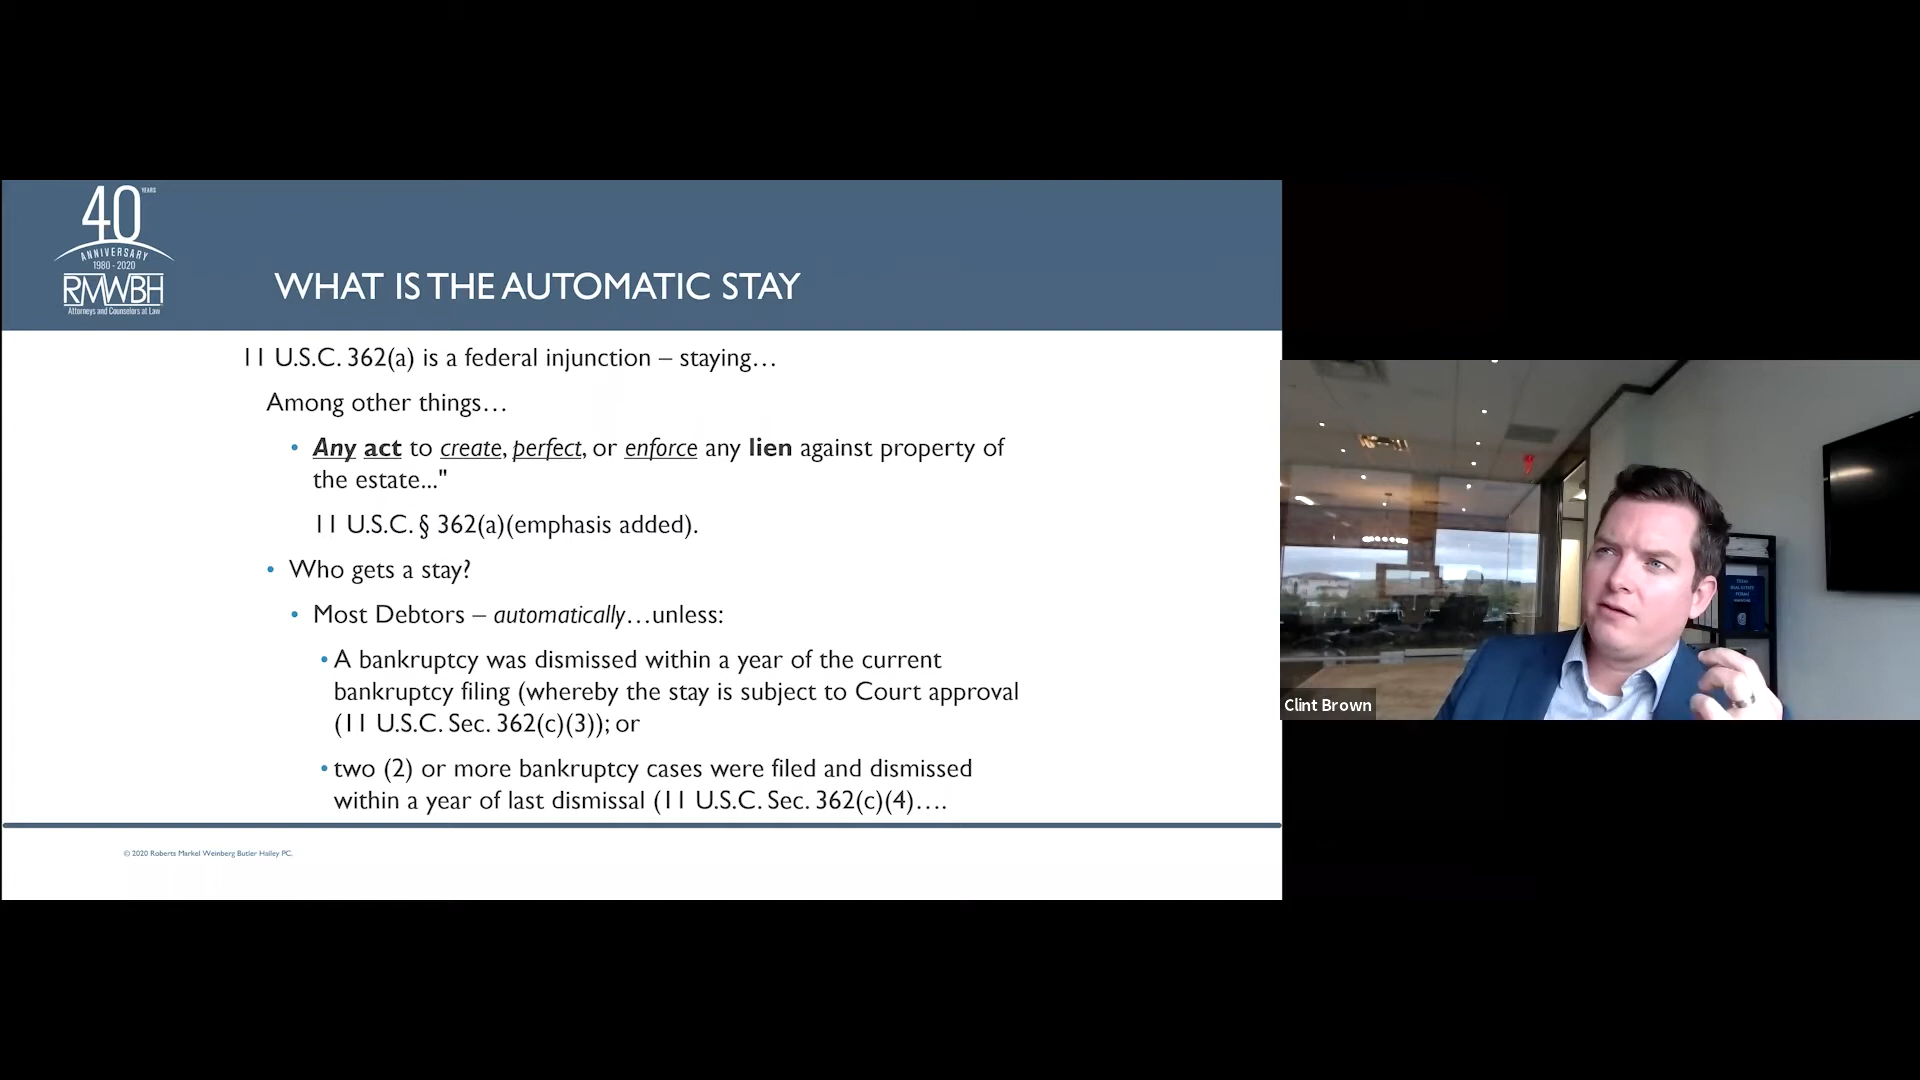 40
YEARS
ANNIVERSARY
1980 - 2020
RMWBH
Attorneys and Counselors at Law
WHAT IS THE AUTOMATIC STAY
11 U.S.C. 362(a) is a federal injunction – staying…
Among other things…
• Any act to create, perfect, or enforce any lien against property of
the estate..."
11 U.S.C. § 362(a)(emphasis added).
• Who gets a stay?
• Most Debtors – automatically…unless:
• A bankruptcy was dismissed within a year of the current
bankruptcy filing (whereby the stay is subject to Court approval
(11 U.S.C. Sec. 362(c)(3)); or
• two (2) or more bankruptcy cases were filed and dismissed
within a year of last dismissal (11 U.S.C. Sec. 362(c)(4)….
© 2020 Roberts Markel Weinberg Butler Hailey PC.
Clint Brown
TEXAS
REAL ESTATE
FORMS